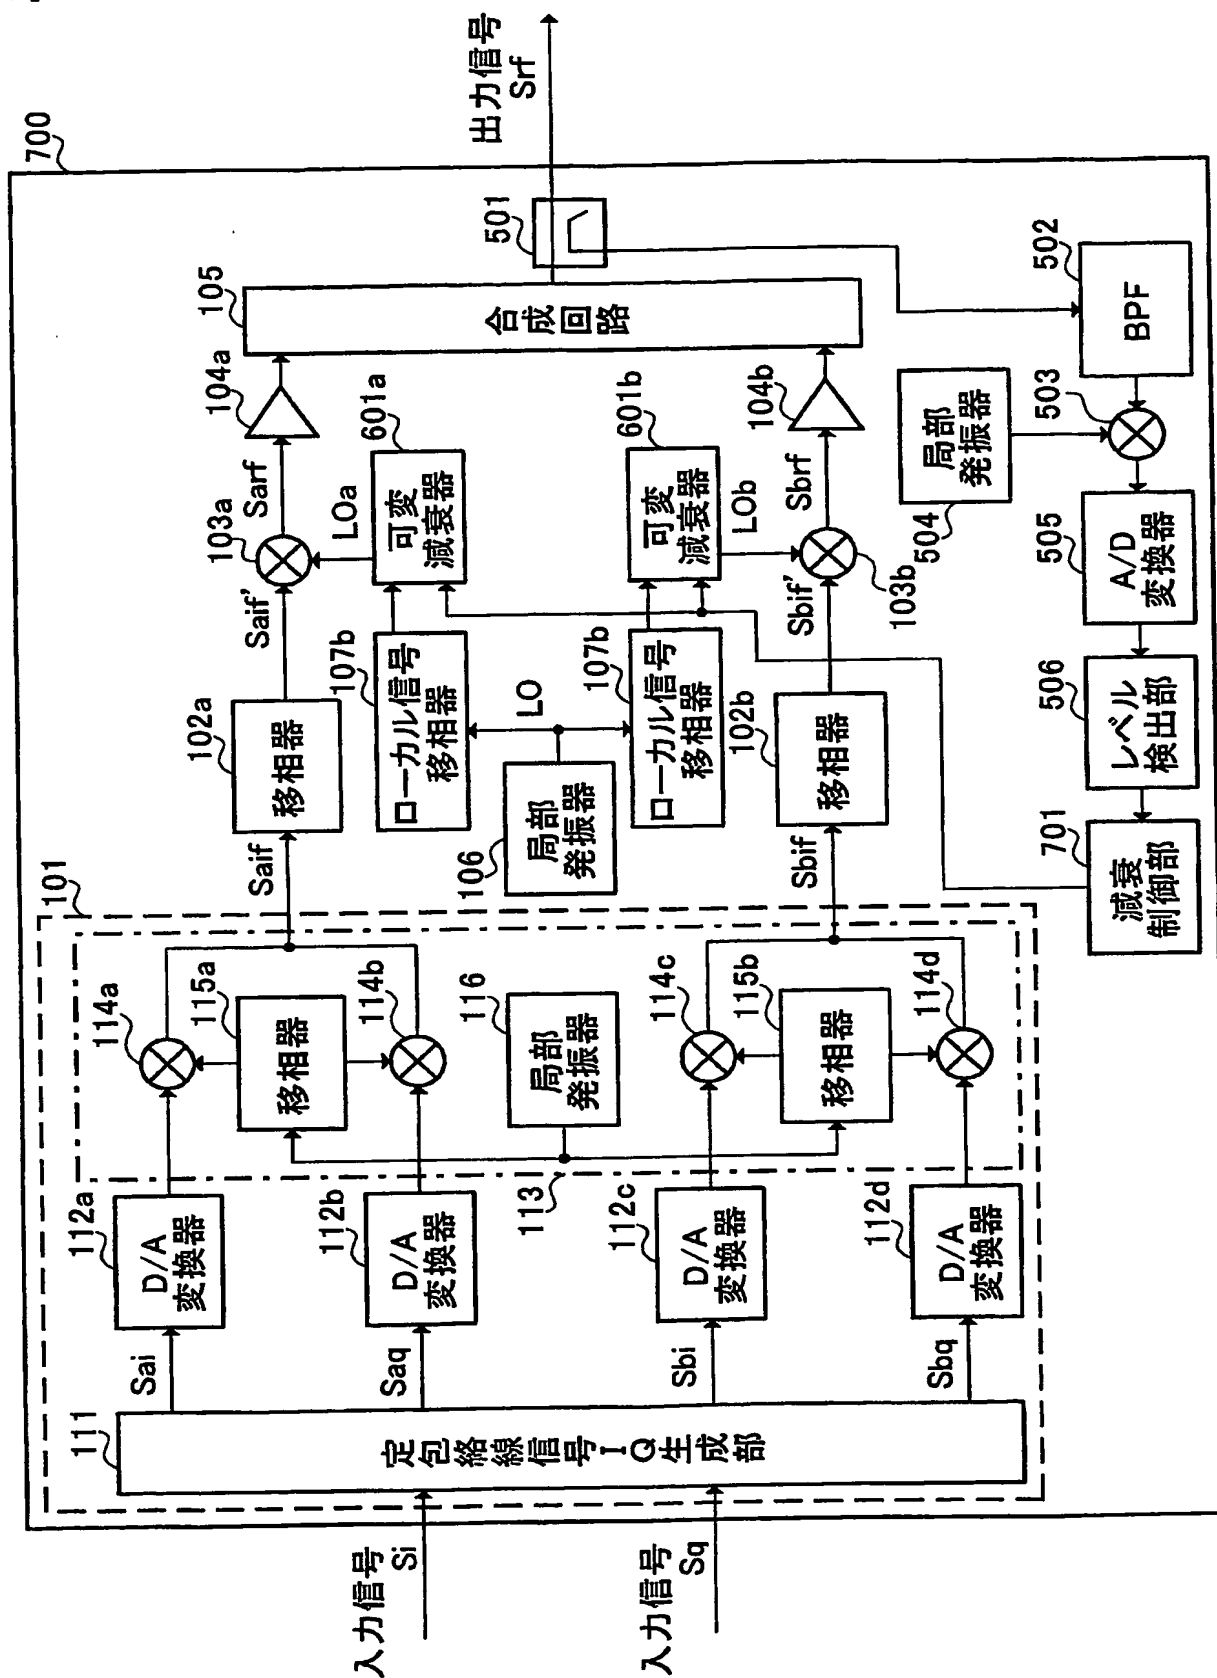 700
入力信号
Si
入力信号
Sq
101
111
定包絡線信号IQ生成部
Sai
Saq
Sbi
Sbq
112a
D/A
変換器
112b
D/A
変換器
112c
D/A
変換器
112d
D/A
変換器
113
114a
115a
移相器
114b
116
局部
発振器
114c
115b
移相器
114d
Saif
Sbif
102a
移相器
107b
ローカル信号
移相器
106
局部
発振器
LO
107b
ローカル信号
移相器
102b
移相器
Saif'
Sbif'
103a
Sarf
LOa
601a
可変
減衰器
601b
可変
減衰器
LOb
Sbrf
103b
104a
104b
105
合成回路
501
出力信号
Srf
502
BPF
503
504
局部
発振器
505
A/D
変換器
506
レベル
検出部
701
減衰
制御部